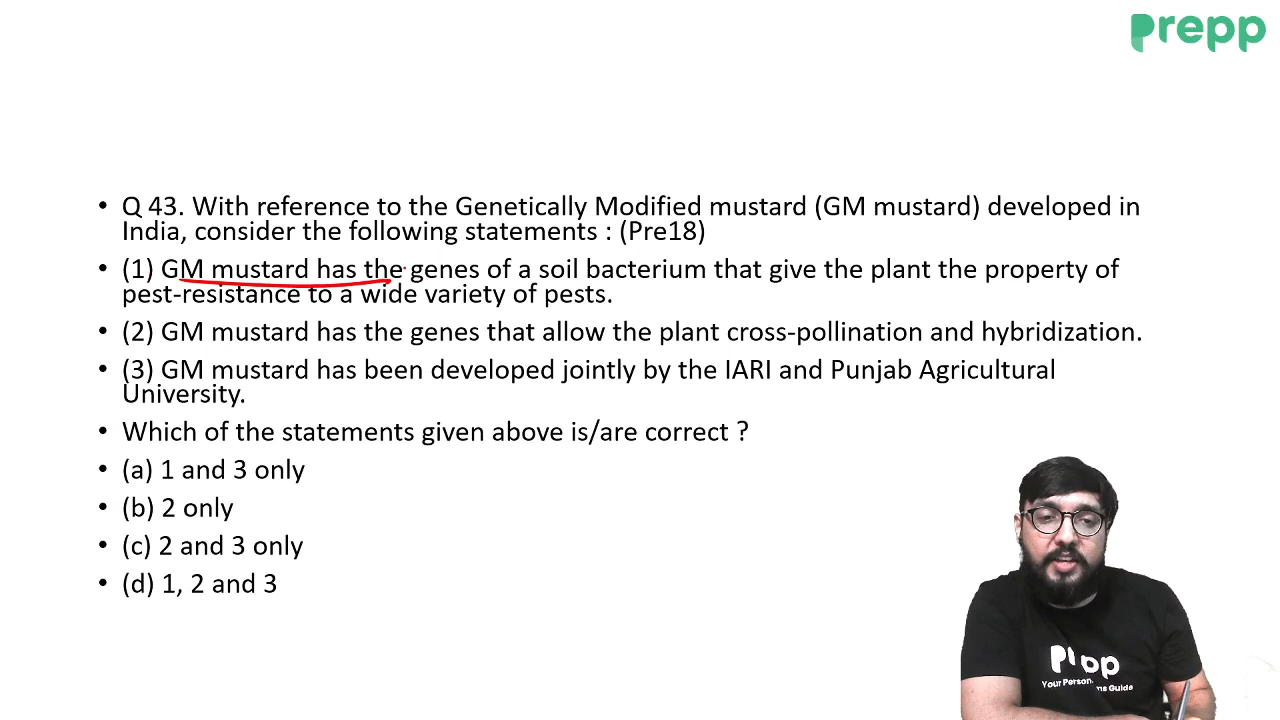 prepp
• Q 43. With reference to the Genetically Modified mustard (GM mustard) developed in
India, consider the following statements : (Pre18)
• (1) GM mustard has the genes of a soil bacterium that give the plant the property of
pest-resistance to a wide variety of pests.
• (2) GM mustard has the genes that allow the plant cross-pollination and hybridization.
• (3) GM mustard has been developed jointly by the IARI and Punjab Agricultural
University.
• Which of the statements given above is/are correct ?
• (a) 1 and 3 only
• (b) 2 only
• (c) 2 and 3 only
• (d) 1, 2 and 3
Your Person
ms Guide